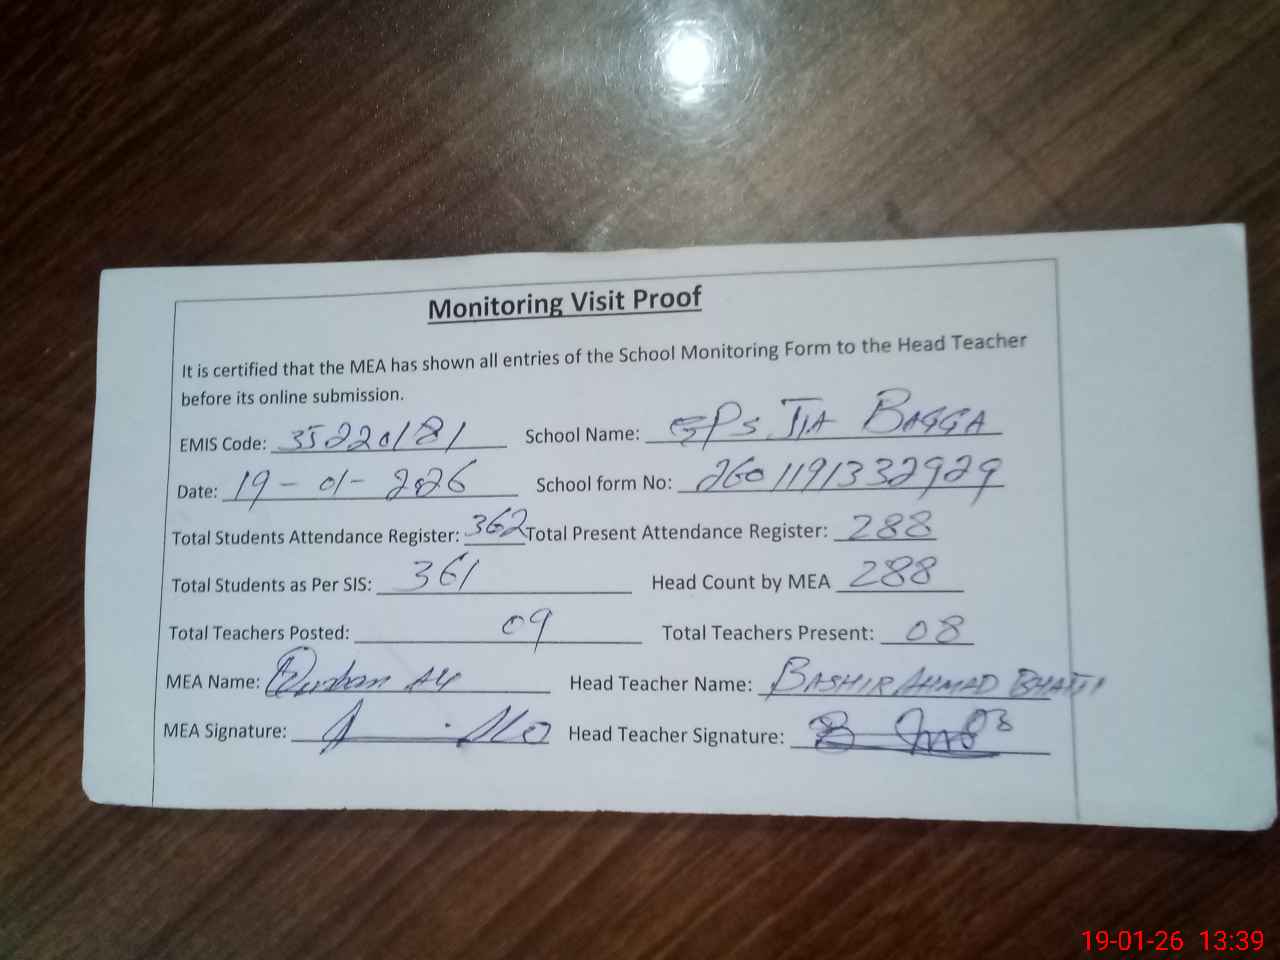 Monitoring Visit Proof
It is certified that the MEA has shown all entries of the School Monitoring Form to the Head Teacher
before its online submission.
EMIS Code: 35220181 School Name: GPS JIA BAGGA
Date: 19-01-2026 School form No: 2601191332929
Total Students Attendance Register: 362 Total Present Attendance Register: 288
Total Students as Per SIS: 361 Head Count by MEA 288
Total Teachers Posted: 09 Total Teachers Present: 08
MEA Name: Head Teacher Name: BASHIR AHMAD BHATTI
MEA Signature: Head Teacher Signature:
19-01-26 13:39